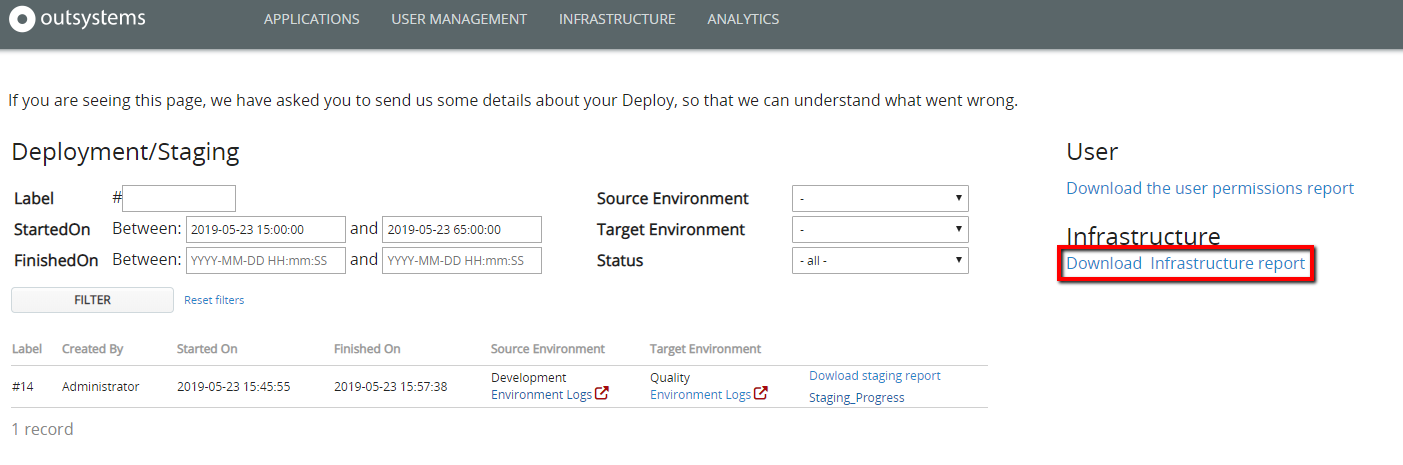 outsystems APPLICATIONS USER MANAGEMENT INFRASTRUCTURE ANALYTICS
If you are seeing this page, we have asked you to send us some details about your Deploy, so that we can understand what went wrong.
Deployment/Staging
Label #
Source Environment -
StartedOn Between: 2019-05-23 15:00:00 and 2019-05-23 65:00:00
Target Environment -
FinishedOn Between: YYYY-MM-DD HH:mm:SS and YYYY-MM-DD HH:mm:SS
Status - all -
FILTER Reset filters
Label Created By Started On Finished On Source Environment Target Environment
#14 Administrator 2019-05-23 15:45:55 2019-05-23 15:57:38 Development Quality Dowload staging report
Environment Logs Environment Logs Staging_Progress
1 record
User
Download the user permissions report
Infrastructure
Download Infrastructure report